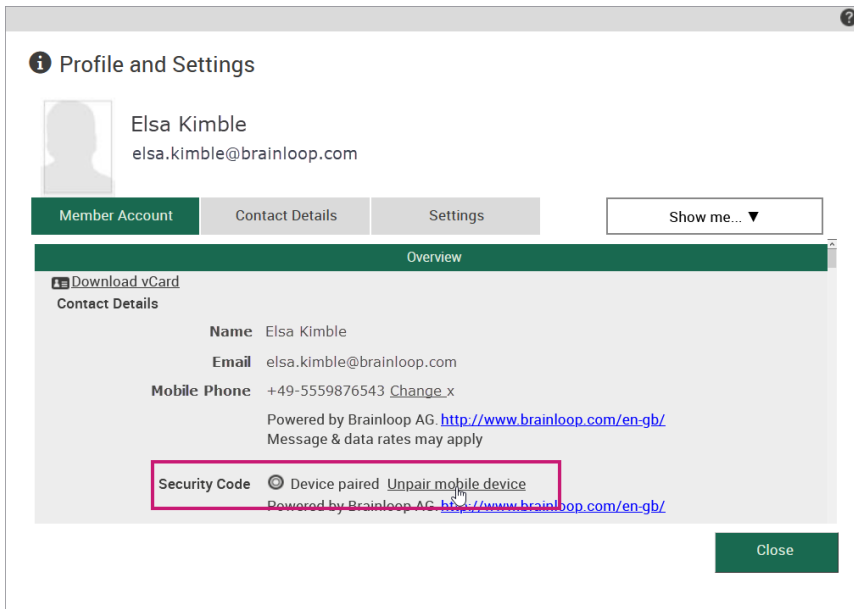 ?
i Profile and Settings
Elsa Kimble
elsa.kimble@brainloop.com
Member Account Contact Details Settings Show me... ▼
Overview
Download vCard
Contact Details
Name Elsa Kimble
Email elsa.kimble@brainloop.com
Mobile Phone +49-5559876543 Change x
Powered by Brainloop AG. http://www.brainloop.com/en-gb/
Message & data rates may apply
Security Code Device paired Unpair mobile device
Powered by Brainloop AG. http://www.brainloop.com/en-gb/
Close